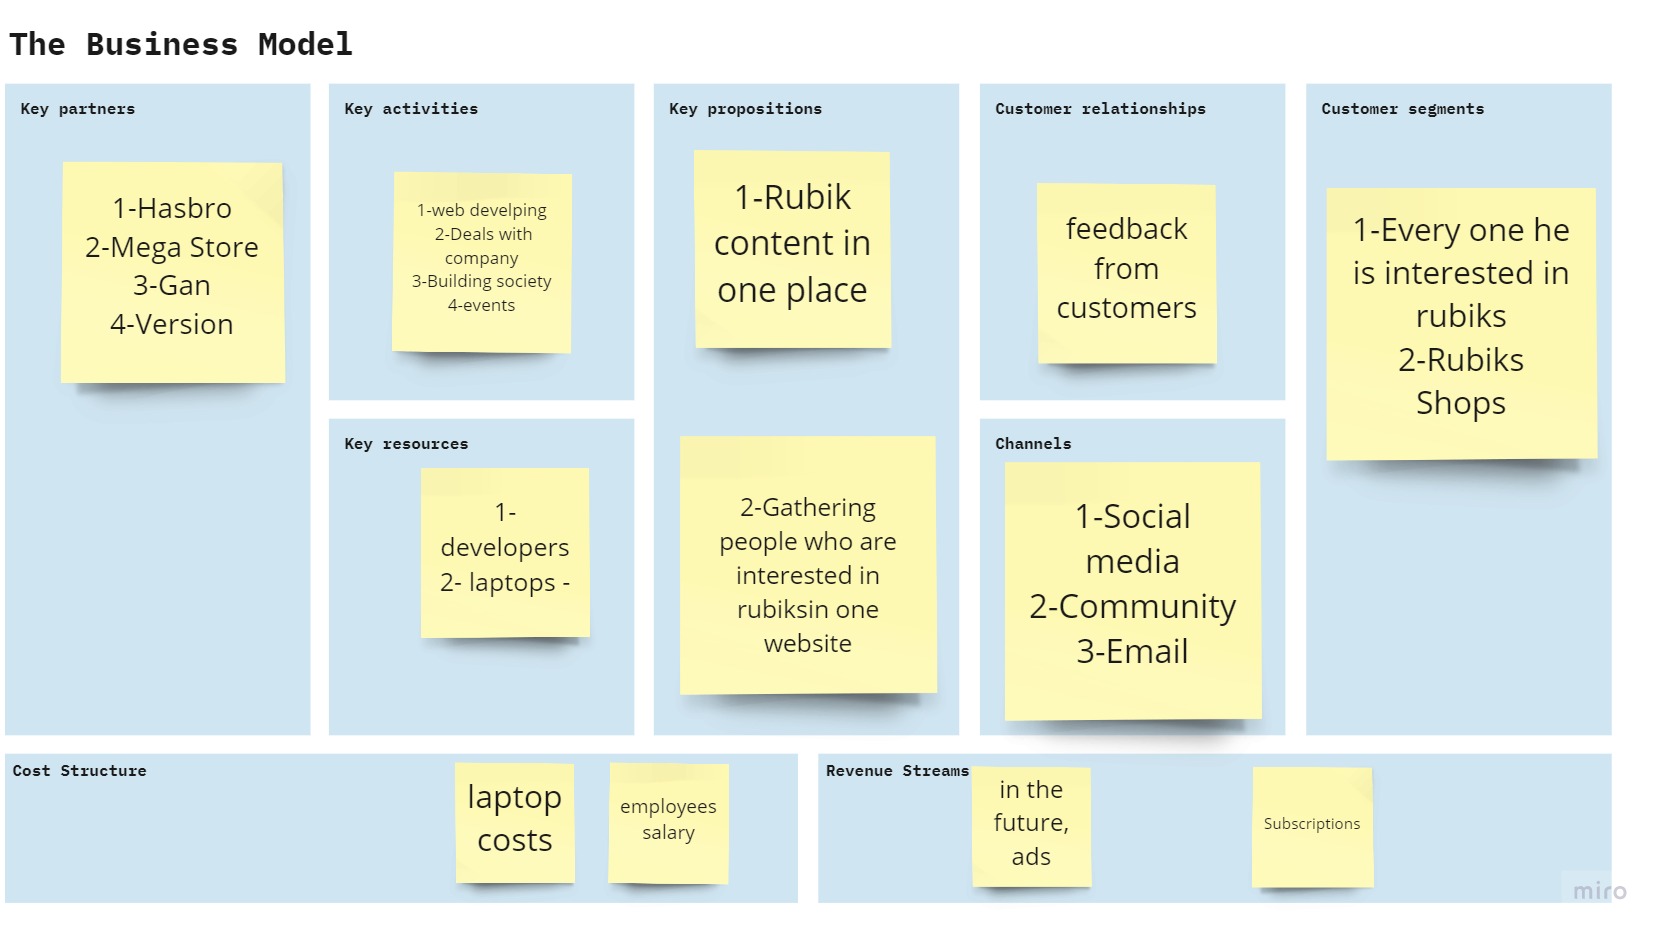 The Business Model
Key partners
1-Hasbro
2-Mega Store
3-Gan
4-Version
Key activities
1-web develping
2-Deals with
company
3-Building society
4-events
Key resources
1-
developers
2- laptops -
Key propositions
1-Rubik
content in
one place
2-Gathering
people who are
interested in
rubiksin one
website
Customer relationships
feedback
from
customers
Channels
1-Social
media
2-Community
3-Email
Customer segments
1-Every one he
is interested in
rubiks
2-Rubiks
Shops
Cost Structure
laptop
costs
employees
salary
Revenue Streams
in the
future,
ads
Subscriptions
miro